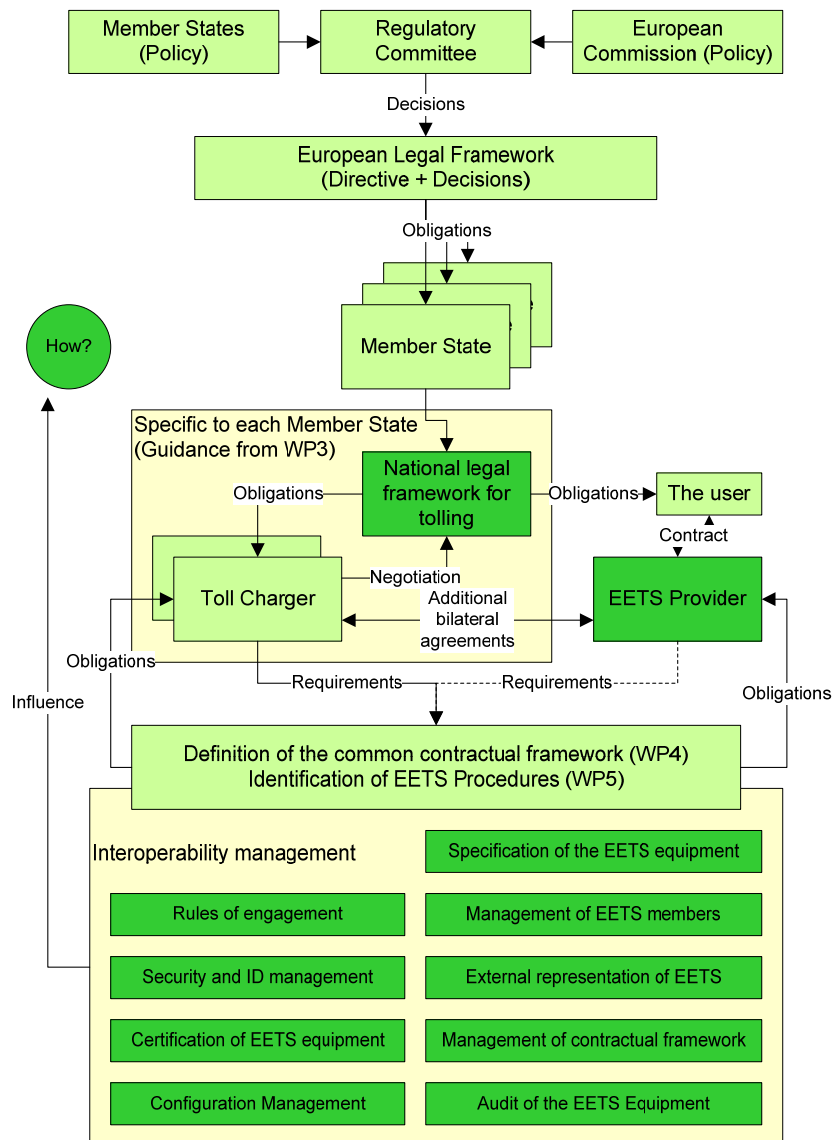 Member States
(Policy)
Regulatory
Committee
European
Commission (Policy)
Decisions
European Legal Framework
(Directive + Decisions)
Obligations
Member State
How?
Specific to each Member State
(Guidance from WP3)
National legal
framework for
tolling
Obligations
Obligations
The user
Contract
Negotiation
Toll Charger
Additional
bilateral
agreements
EETS Provider
Obligations
Requirements
Requirements
Obligations
Influence
Definition of the common contractual framework (WP4)
Identification of EETS Procedures (WP5)
Interoperability management
Specification of the EETS equipment
Rules of engagement
Management of EETS members
Security and ID management
External representation of EETS
Certification of EETS equipment
Management of contractual framework
Configuration Management
Audit of the EETS Equipment